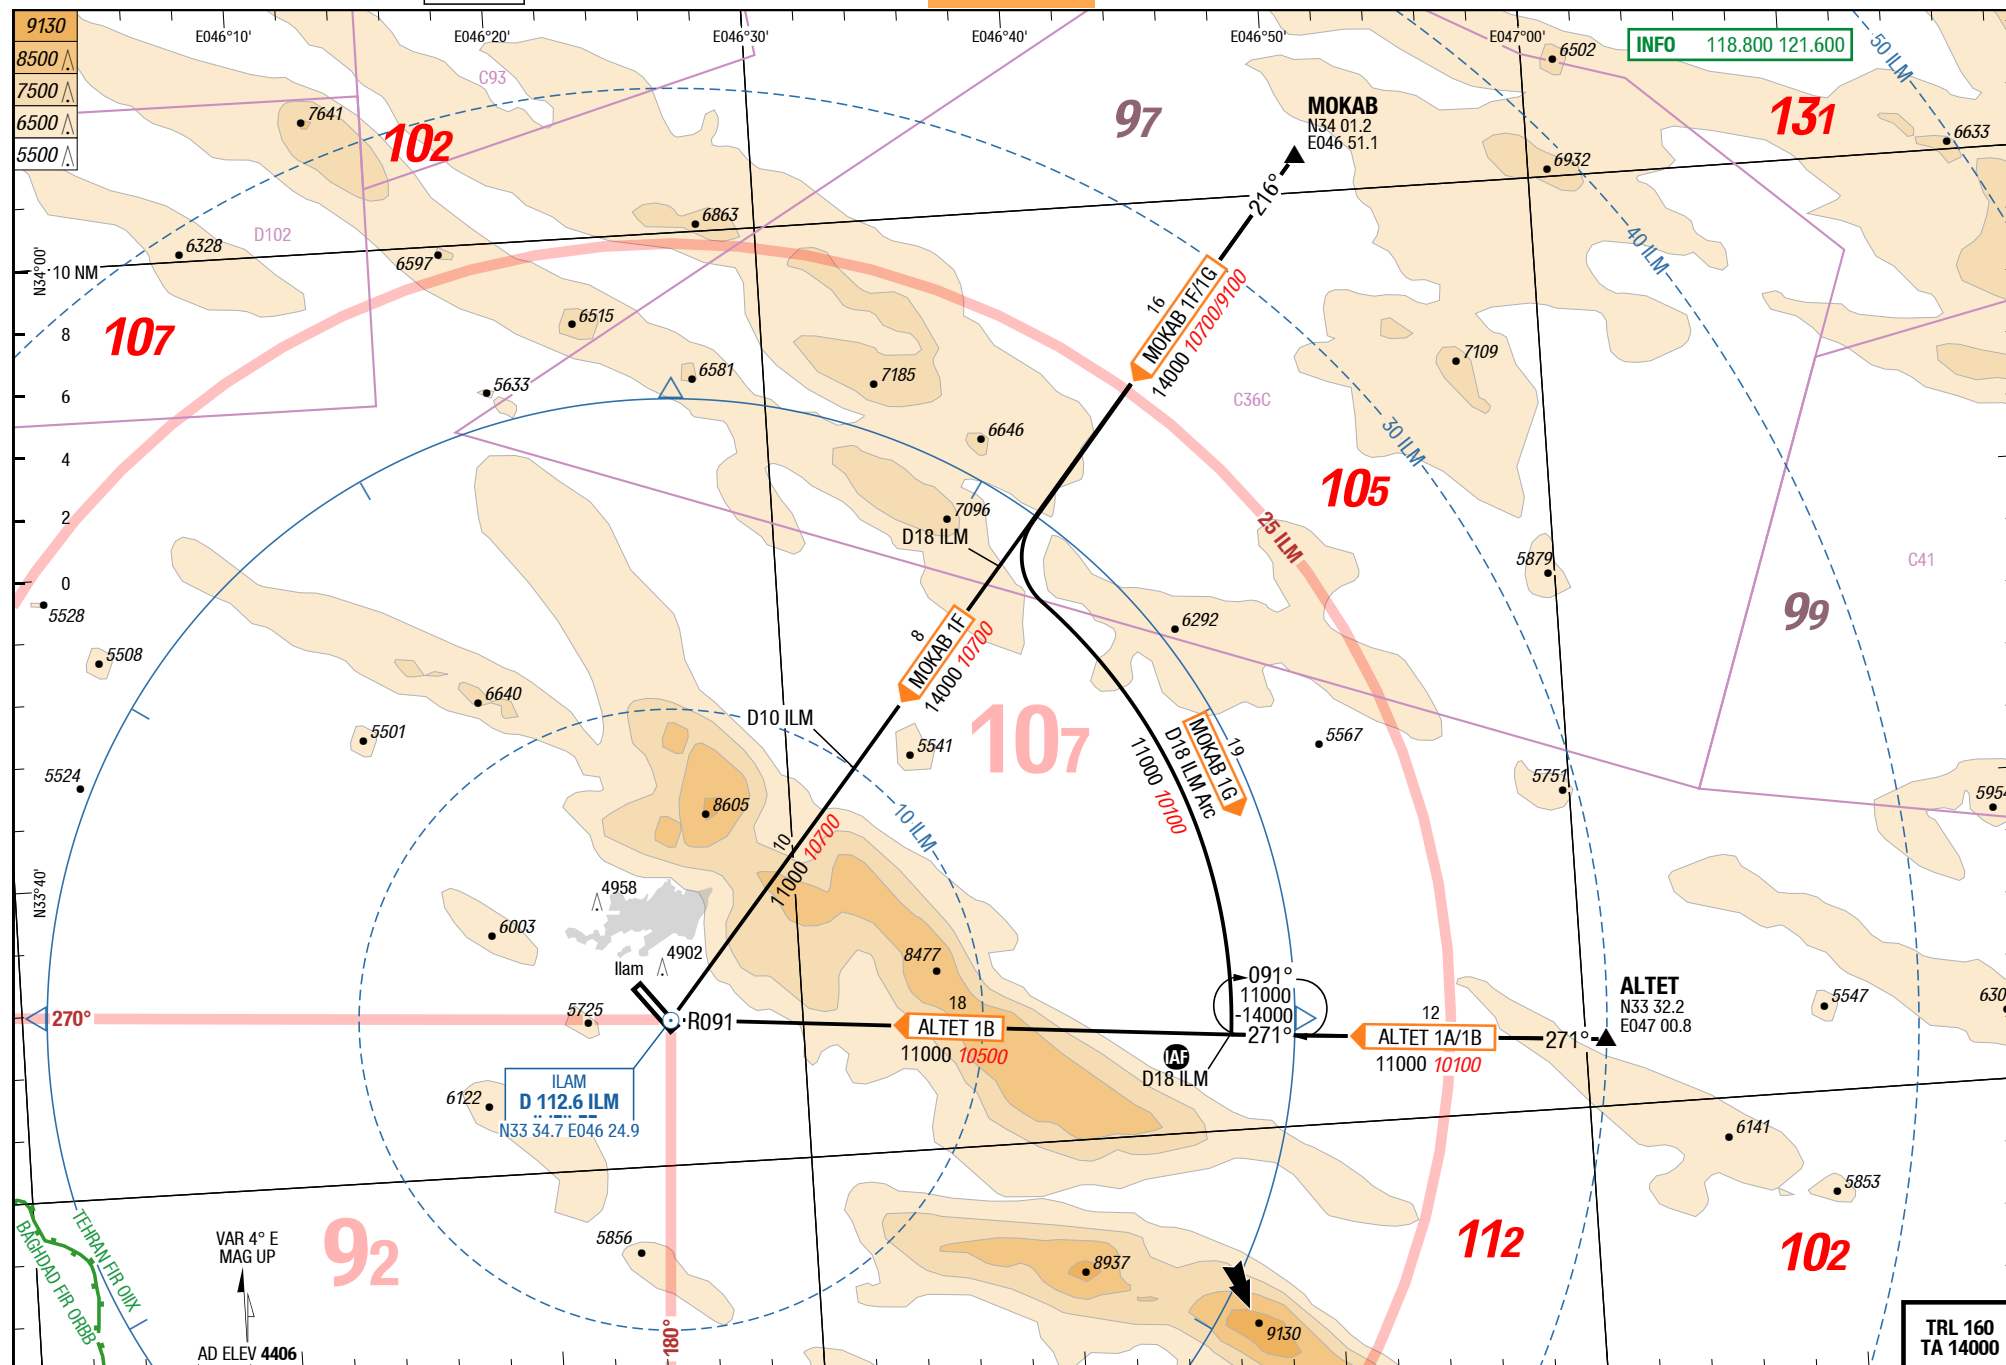 9130
8500
7500
6500
5500
E046°10'
E046°20'
E046°30'
E046°40'
E046°50'
E047°00'
INFO 118.800 121.600
50 ILM
C93
7641
102
97
MOKAB
N34 01.2
E046 51.1
6502
131
6633
6932
216°
D102
6328
6863
6597
40 ILM
N34°00'
10 NM
8
6
4
2
0
107
6515
16
MOKAB 1F/1G
14000 10700/9100
6581
5633
7185
7109
C36C
30 ILM
6646
105
7096
D18 ILM
25 ILM
5879
C41
99
5528
5508
6292
8
MOKAB 1F
14000 10700
6640
5501
D10 ILM
5541
107
19
MOKAB 1G
D18 ILM Arc
11000 10100
5567
5751
5524
5954
8605
10 ILM
10
11000 10700
N33°40'
4958
6003
4902
Ilam
8477
5725
270°
R091
18
ALTET 1B
11000 10500
091°
11000
-14000
271°
IAF
D18 ILM
12
ALTET 1A/1B
11000 10100
271°
ALTET
N33 32.2
E047 00.8
5547
630
ILAM
D 112.6 ILM
N33 34.7 E046 24.9
6122
6141
5853
TEHRAN FIR OIIX
BAGHDAD FIR ORBB
VAR 4° E
MAG UP
92
5856
8937
112
102
9130
180°
AD ELEV 4406
TRL 160
TA 14000